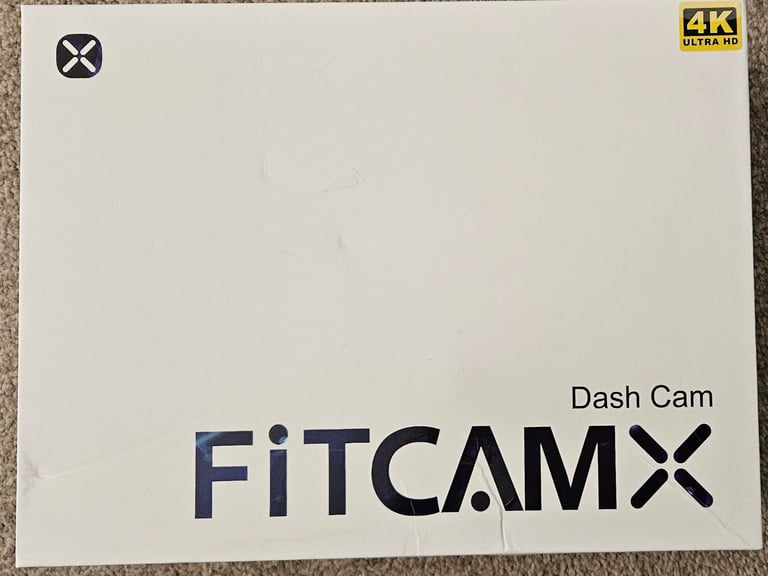 4K
ULTRA HD
Dash Cam
FiTCAMX